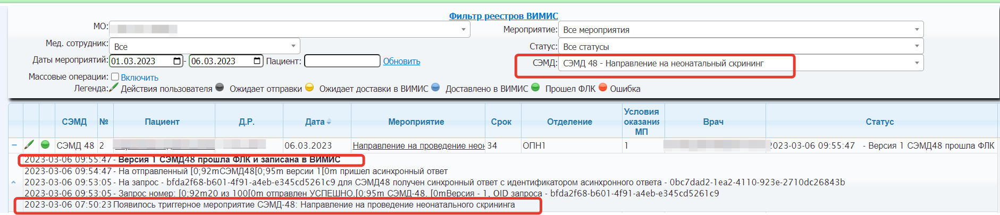 Фильтр реестров ВИМИС
МО:
Мероприятие: Все мероприятия
Мед. сотрудник: Все
Статус: Все статусы
Даты мероприятий: 01.03.2023 - 06.03.2023 Пациент: Обновить
СЭМД: СЭМД 48 - Направление на неонатальный скрининг
Массовые операции: Включить
Легенда: Действия пользователя Ожидает отправки Ожидает доставки в ВИМИС Доставлено в ВИМИС Прошел ФЛК Ошибка
СЭМД № Пациент Д.Р. Дата Мероприятие Срок Отделение Условия оказания МП Врач Статус
СЭМД 48 2 06.03.2023 Направление на проведение неон 34 ОПН1 1 2023-03-06 09:55:47 - Версия 1 СЭМД48 прошла ФЛК
2023-03-06 09:55:47 - Версия 1 СЭМД48 прошла ФЛК и записана в ВИМИС
2023-03-06 09:54:47 - На отправленный [0;92mСЭМД48[0;95m версии 1[0m пришел асинхронный ответ
2023-03-06 09:53:05 - На запрос - bfda2f68-b601-4f91-a4eb-e345cd5261c9 для СЭМД48 получен синхронный ответ с идентификатором асинхронного ответа - 0bc7dad2-1ea2-4110-923e-2710dc26843b
2023-03-06 09:53:05 - Запрос номер: [0;92m20 из 100[0m отправлен УСПЕШНО.[0;95m СЭМД-48. [0mВерсия - 1, OID запроса - bfda2f68-b601-4f91-a4eb-e345cd5261c9
2023-03-06 07:50:23 Появилось триггерное мероприятие СЭМД-48: Направление на проведение неонатального скрининга